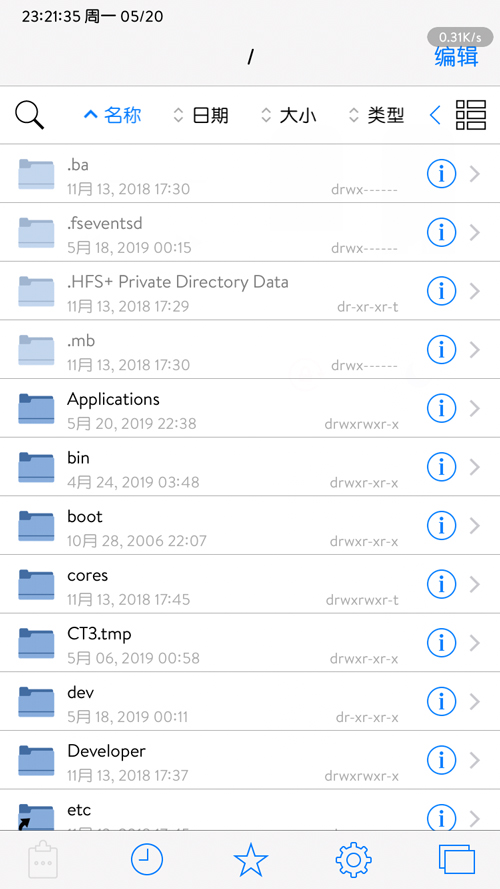 23:21:35 周一 05/20
0.31K/s
/
编辑
名称 日期 大小 类型
.ba
11月 13, 2018 17:30 drwx------
.fseventsd
5月 18, 2019 00:15 drwx------
.HFS+ Private Directory Data
11月 13, 2018 17:29 dr-xr-xr-t
.mb
11月 13, 2018 17:30 drwx------
Applications
5月 20, 2019 22:38 drwxrwxr-x
bin
4月 24, 2019 03:48 drwxr-xr-x
boot
10月 28, 2006 22:07 drwxr-xr-x
cores
11月 13, 2018 17:45 drwxrwxr-t
CT3.tmp
5月 06, 2019 00:58 drwxr-xr-x
dev
5月 18, 2019 00:11 dr-xr-xr-x
Developer
11月 13, 2018 17:37 drwxrwxr-x
etc